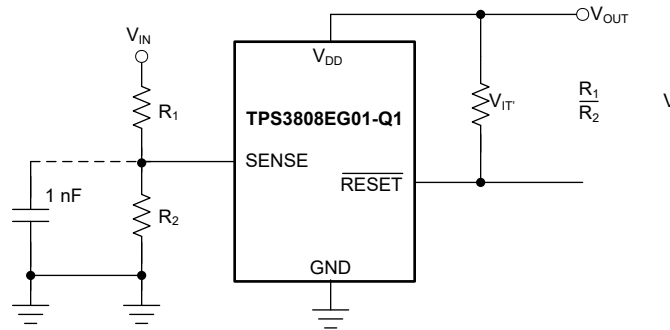 V_OUT
V_IN
V_DD
R_1
TPS3808EG01-Q1
V_IT'
R_1
R_2
V
SENSE
RESET
1 nF
R_2
GND